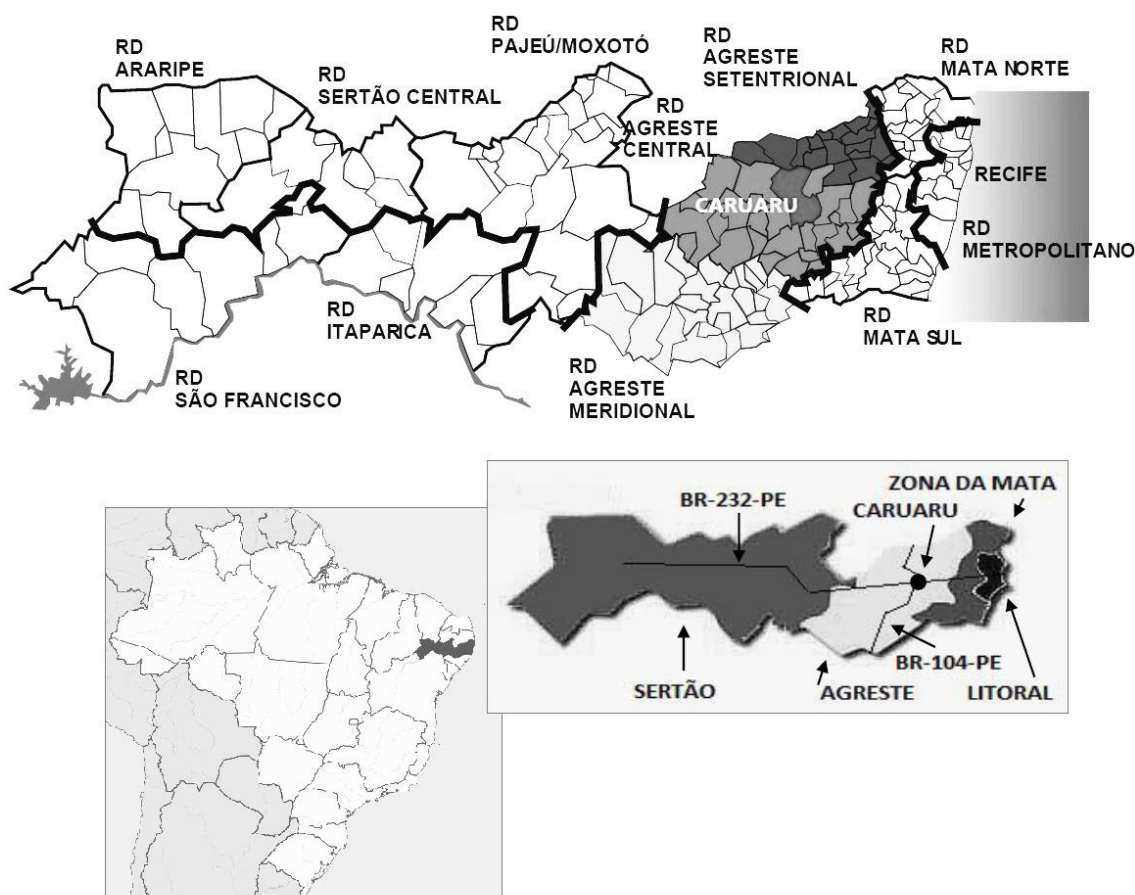 RD
ARARIPE
RD
SERTÃO CENTRAL
RD
PAJEÚ/MOXOTÓ
RD
AGRESTE
SETENTRIONAL
RD
MATA NORTE
RD
AGRESTE
CENTRAL
CARUARU
RECIFE
RD
METROPOLITANO
RD
ITAPARICA
RD
MATA SUL
RD
SÃO FRANCISCO
RD
AGRESTE
MERIDIONAL
ZONA DA MATA
BR-232-PE
CARUARU
BR-104-PE
SERTÃO
AGRESTE
LITORAL